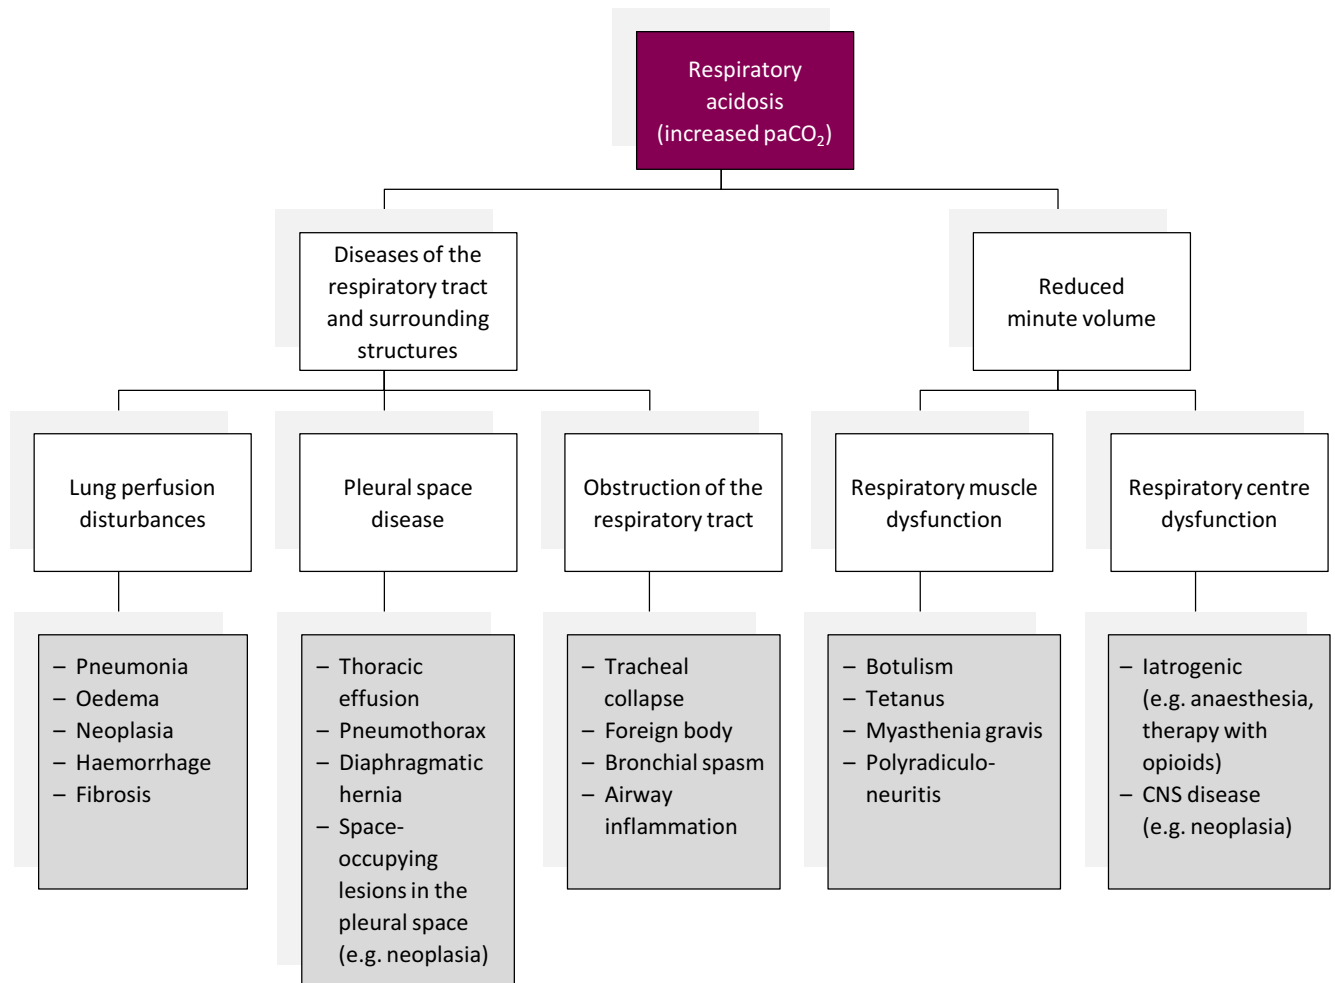 Respiratory
acidosis
(increased paCO₂)
Diseases of the
respiratory tract
and surrounding
structures
Reduced
minute volume
Lung perfusion
disturbances
Pleural space
disease
Obstruction of the
respiratory tract
Respiratory muscle
dysfunction
Respiratory centre
dysfunction
– Pneumonia
– Oedema
– Neoplasia
– Haemorrhage
– Fibrosis
– Thoracic
effusion
– Pneumothorax
– Diaphragmatic
hernia
– Space-
occupying
lesions in the
pleural space
(e.g. neoplasia)
– Tracheal
collapse
– Foreign body
– Bronchial spasm
– Airway
inflammation
– Botulism
– Tetanus
– Myasthenia gravis
– Polyradiculo-
neuritis
– Iatrogenic
(e.g. anaesthesia,
therapy with
opioids)
– CNS disease
(e.g. neoplasia)